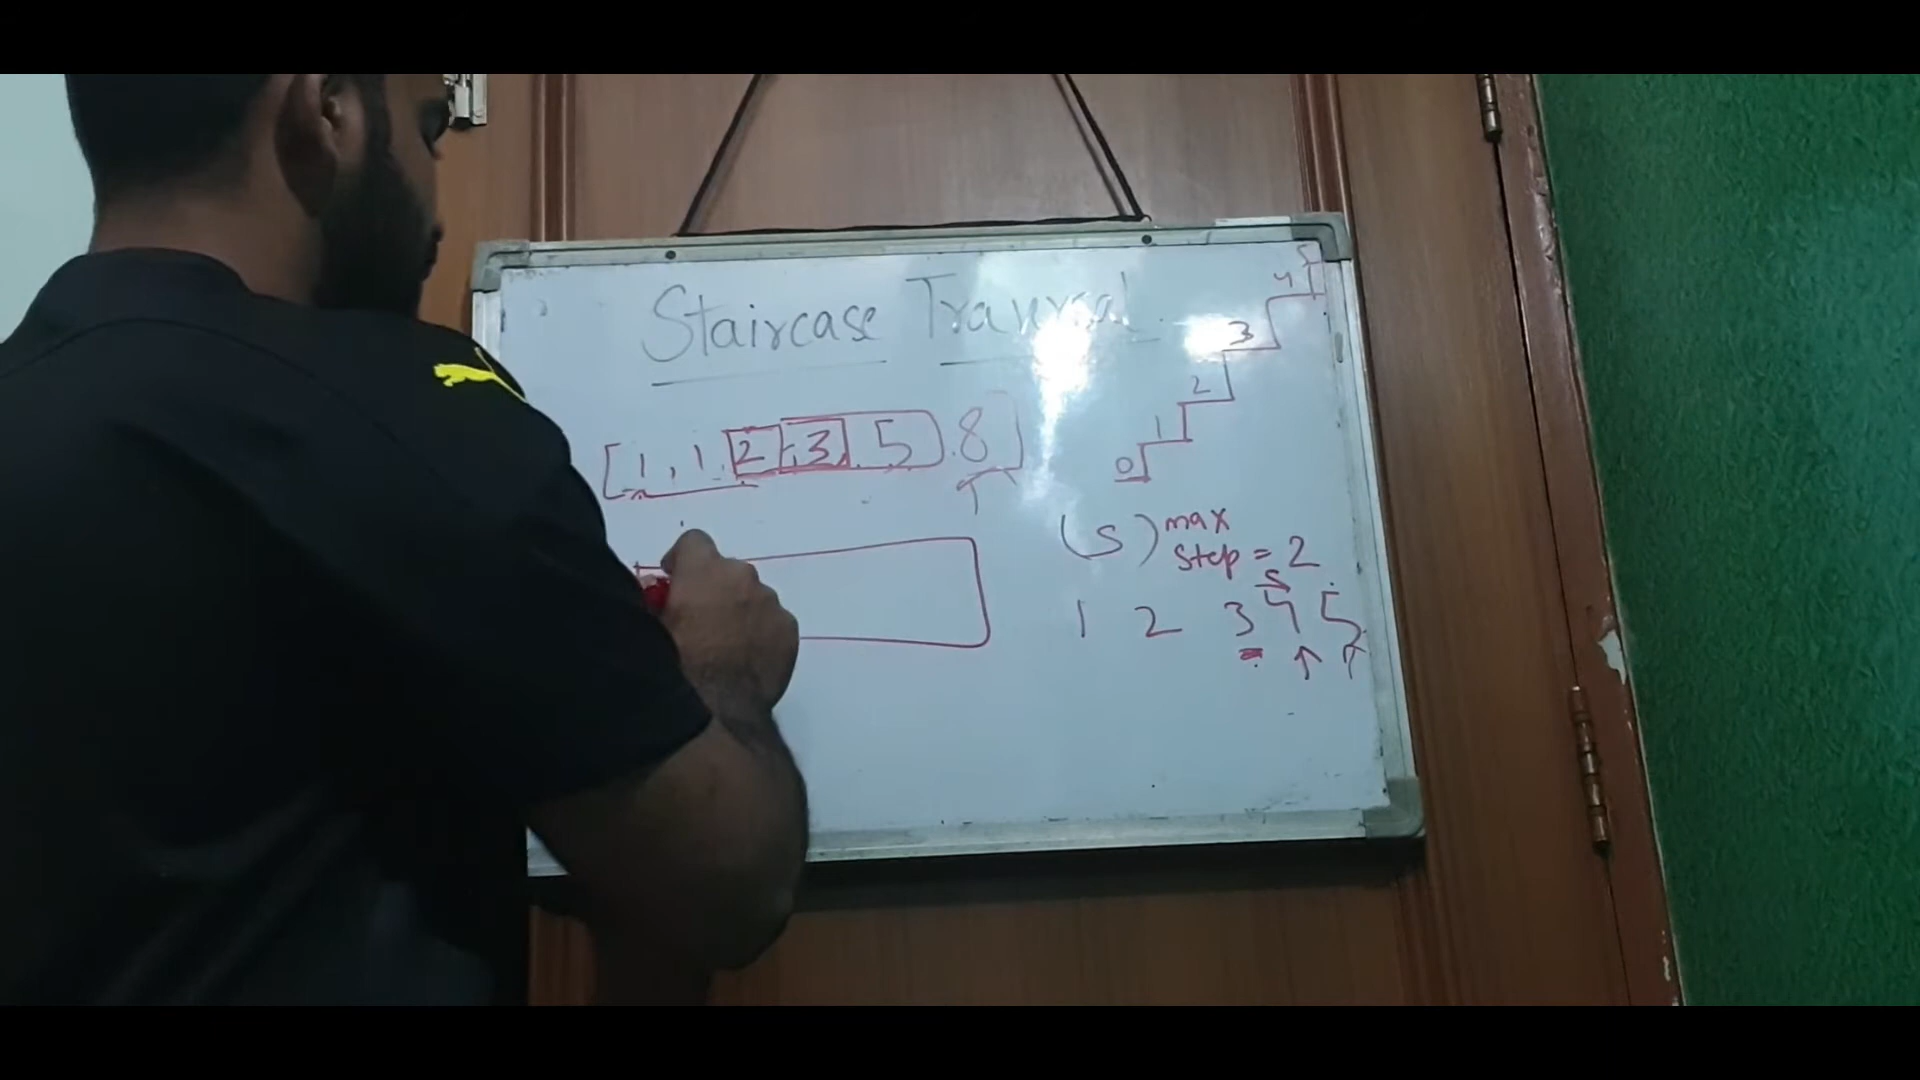 Staircase Traversal
[1, 1, 2, 3, 5, 8]
0 1 2 3 4 5
(S) max
step = 2
1 2 3 4 5